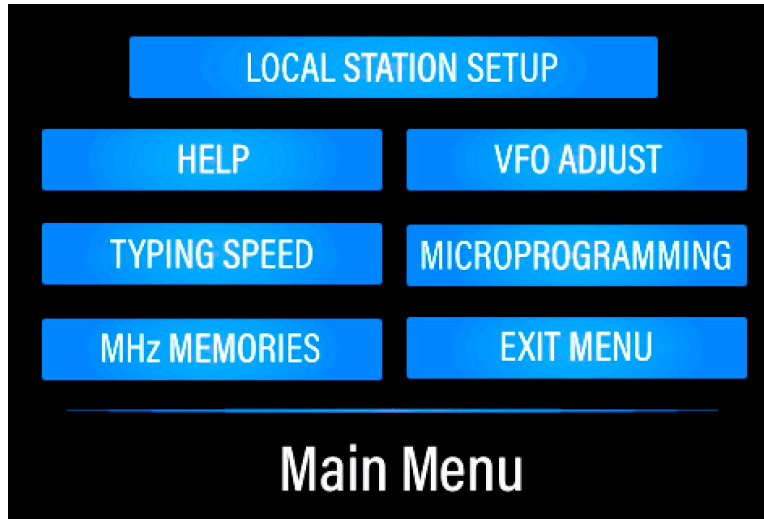 LOCAL STATION SETUP
HELP
VFO ADJUST
TYPING SPEED
MICROPROGRAMMING
MHz MEMORIES
EXIT MENU
Main Menu